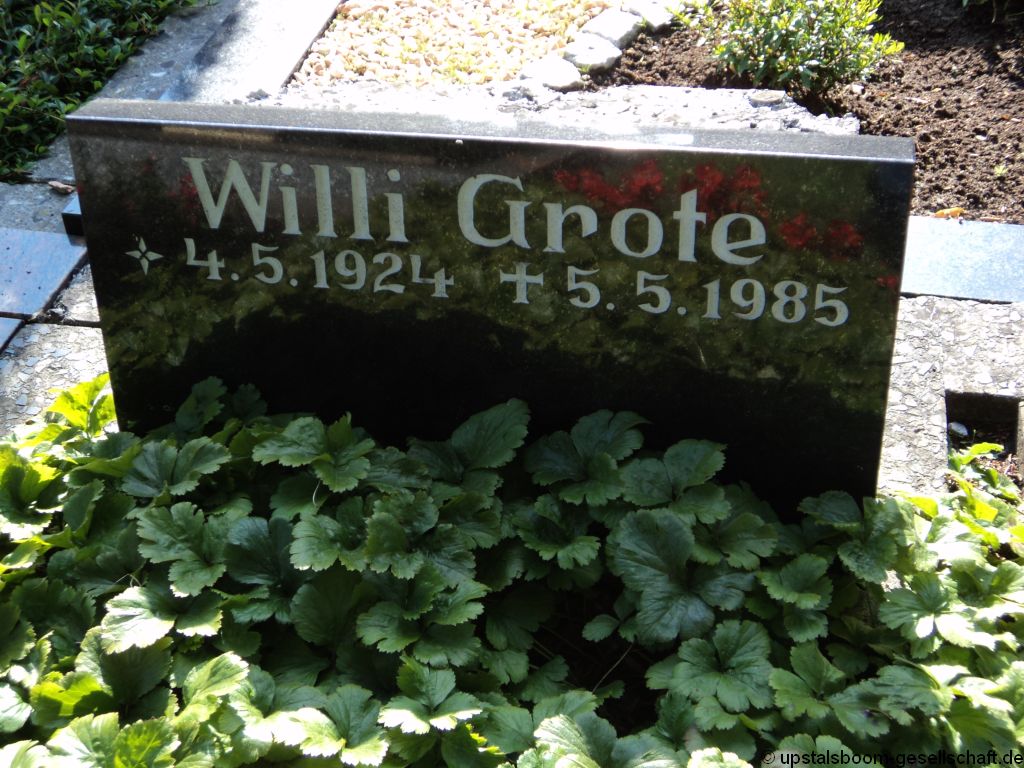 Willi Grote
4.5.1924 ✝ 5.5.1985
© upstalsboom-gesellschaft.de